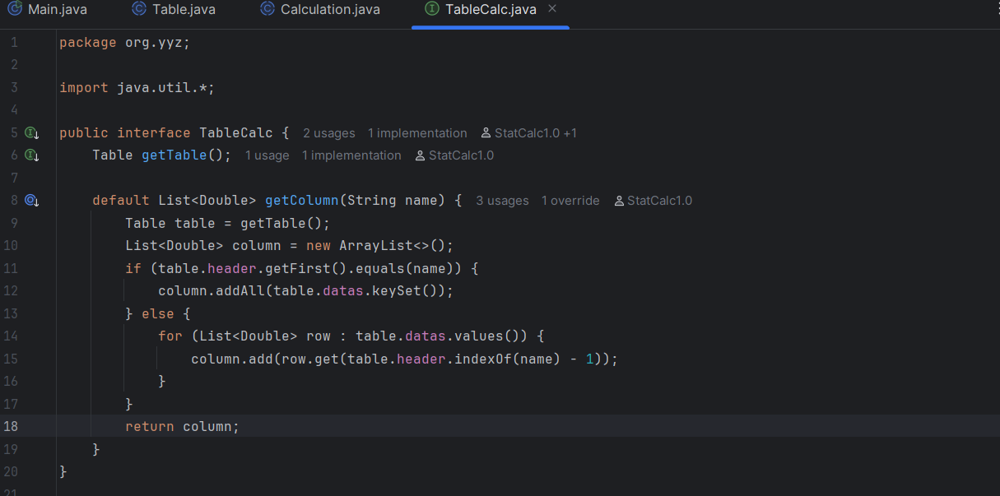 Main.java Table.java Calculation.java TableCalc.java
1 package org.yyz;
2
3 import java.util.*;
4
5 public interface TableCalc { 2 usages 1 implementation StatCalc1.0 +1
6 Table getTable(); 1 usage 1 implementation StatCalc1.0
7
8 default List<Double> getColumn(String name) { 3 usages 1 override StatCalc1.0
9 Table table = getTable();
10 List<Double> column = new ArrayList<>();
11 if (table.header.getFirst().equals(name)) {
12 column.addAll(table.datas.keySet());
13 } else {
14 for (List<Double> row : table.datas.values()) {
15 column.add(row.get(table.header.indexOf(name) - 1));
16 }
17 }
18 return column;
19 }
20 }
21